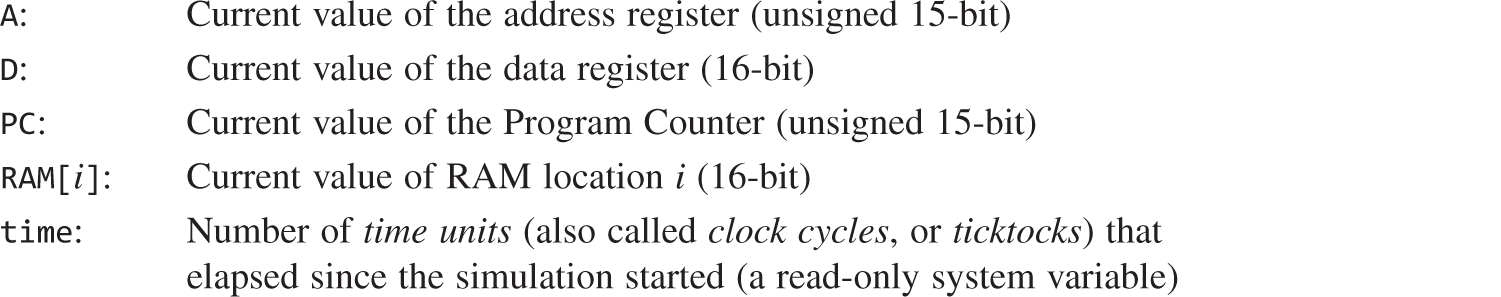 A: Current value of the address register (unsigned 15-bit)
D: Current value of the data register (16-bit)
PC: Current value of the Program Counter (unsigned 15-bit)
RAM[i]: Current value of RAM location i (16-bit)
time: Number of time units (also called clock cycles, or ticktocks) that
elapsed since the simulation started (a read-only system variable)